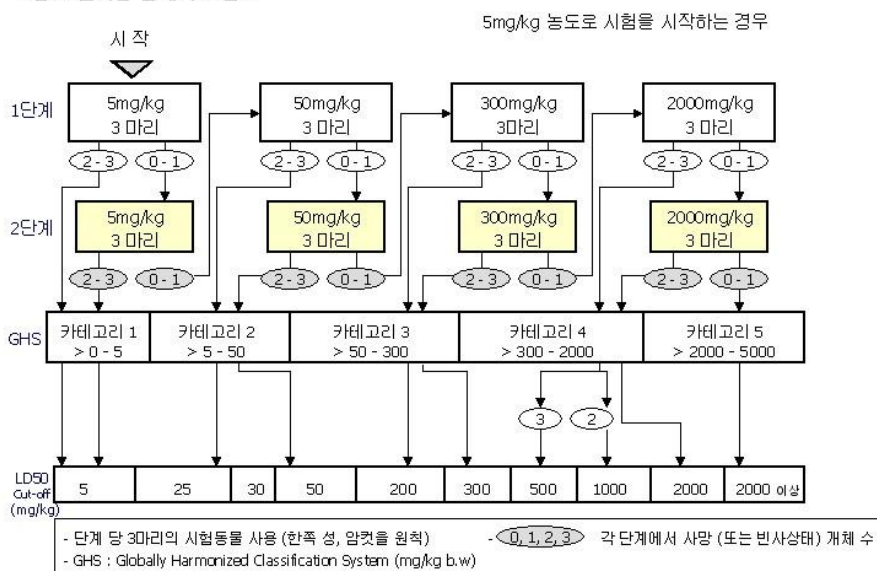 5mg/kg 농도로 시험을 시작하는 경우
시 작
1단계
5mg/kg
3 마리
50mg/kg
3 마리
300mg/kg
3마리
2000mg/kg
3 마리
2-3
0-1
2-3
0-1
2-3
0-1
2-3
0-1
2단계
5mg/kg
3 마리
50mg/kg
3 마리
300mg/kg
3 마리
2000mg/kg
3 마리
2-3
0-1
2-3
0-1
2-3
0-1
2-3
0-1
GHS
카테고리 1
> 0 - 5
카테고리 2
> 5 - 50
카테고리 3
> 50 - 300
카테고리 4
> 300 - 2000
카테고리 5
> 2000 - 5000
3
2
LD50
Cut-off
(mg/kg)
5
25
30
50
200
300
500
1000
2000
2000 이상
- 단계 당 3마리의 시험동물 사용 (한쪽 성, 암컷을 원칙)
- 0, 1, 2, 3 각 단계에서 사망 (또는 빈사상태) 개체 수
- GHS : Globally Harmonized Classification System (mg/kg b.w)